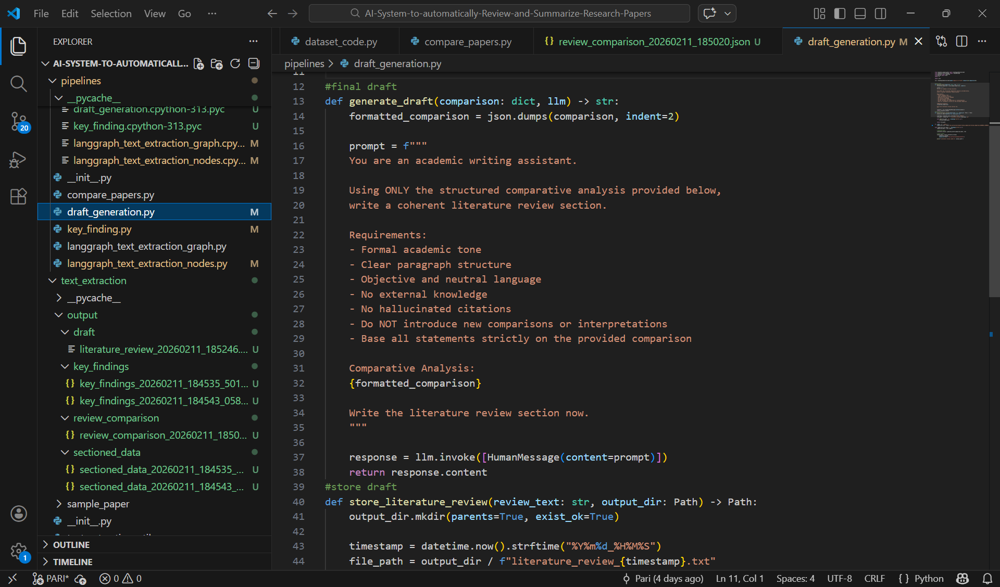 File Edit Selection View Go ···
AI-System-to-automatically-Review-and-Summarize-Research-Papers
EXPLORER
dataset_code.py
compare_papers.py
{} review_comparison_20260211_185020.json U
draft_generation.py M
AI-SYSTEM-TO-AUTOMATICALL...
pipelines > draft_generation.py
pipelines
__pycache__
draft_generation.cpython-313.pyc U
key_finding.cpython-313.pyc U
langgraph_text_extraction_graph.cpy... M
langgraph_text_extraction_nodes.cpy... M
__init__.py
compare_papers.py
draft_generation.py M
key_finding.py M
langgraph_text_extraction_graph.py
langgraph_text_extraction_nodes.py M
text_extraction
__pycache__
output
draft
literature_review_20260211_185246.... U
key_findings
{} key_findings_20260211_184535_501... U
{} key_findings_20260211_184543_058... U
review_comparison
{} review_comparison_20260211_1850... U
sectioned_data
{} sectioned_data_20260211_184535_... U
{} sectioned_data_20260211_184543_... U
sample_paper
__init__.py
OUTLINE
TIMELINE
20
1
11
12 #final draft
13 def generate_draft(comparison: dict, llm) -> str:
14 formatted_comparison = json.dumps(comparison, indent=2)
15
16 prompt = f"""
17 You are an academic writing assistant.
18
19 Using ONLY the structured comparative analysis provided below,
20 write a coherent literature review section.
21
22 Requirements:
23 - Formal academic tone
24 - Clear paragraph structure
25 - Objective and neutral language
26 - No external knowledge
27 - No hallucinated citations
28 - Do NOT introduce new comparisons or interpretations
29 - Base all statements strictly on the provided comparison
30
31 Comparative Analysis:
32 {formatted_comparison}
33
34 Write the literature review section now.
35 """
36
37 response = llm.invoke([HumanMessage(content=prompt)])
38 return response.content
39 #store draft
40 def store_literature_review(review_text: str, output_dir: Path) -> Path:
41 output_dir.mkdir(parents=True, exist_ok=True)
42
43 timestamp = datetime.now().strftime("%Y%m%d_%H%M%S")
44 file_path = output_dir / f"literature_review_{timestamp}.txt"
PARI* 0 0 Pari (4 days ago) Ln 11, Col 1 Spaces: 4 UTF-8 CRLF {} Python